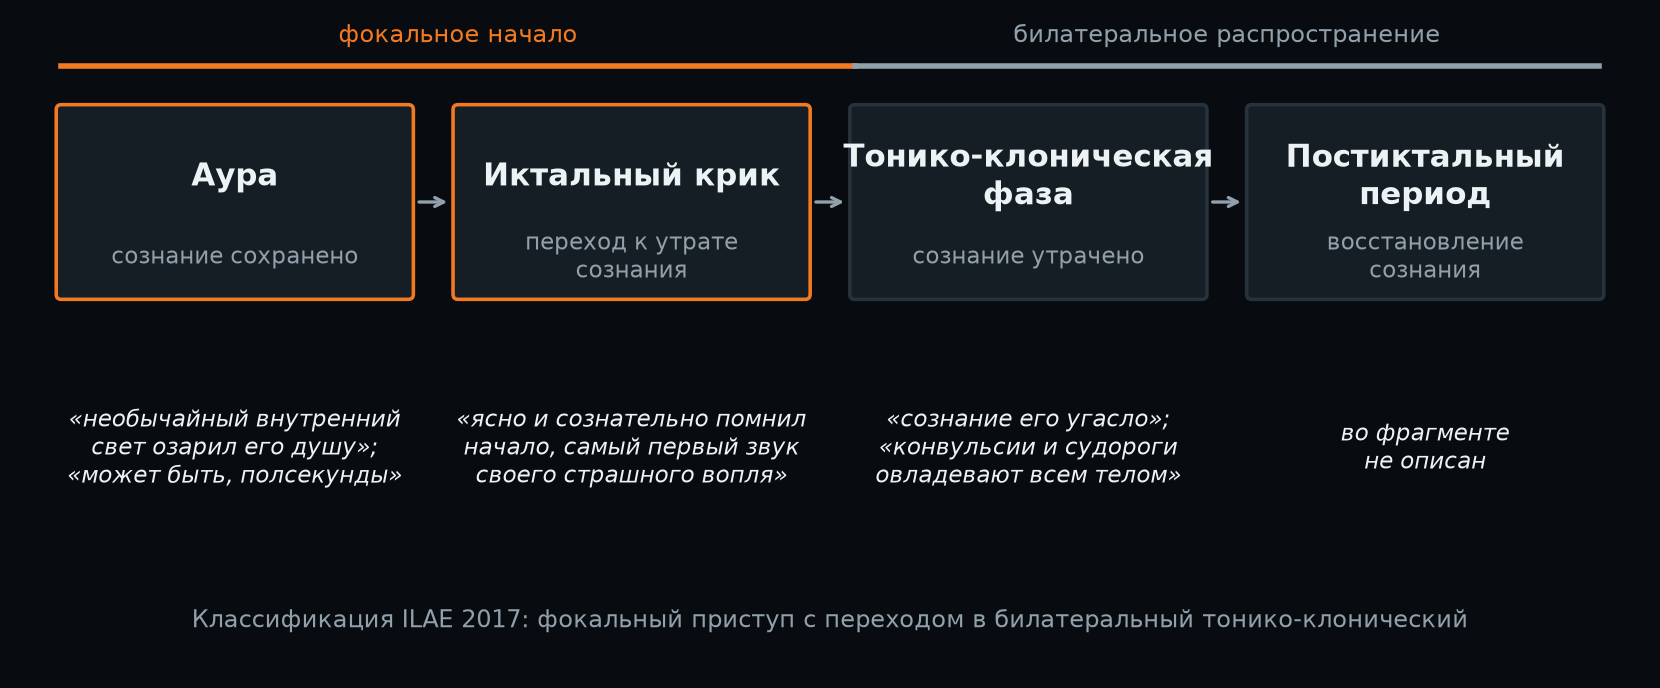 фокальное начало
билатеральное распространение
Аура
сознание сохранено
Иктальный крик
переход к утрате
сознания
Тонико-клоническая
фаза
сознание утрачено
Постиктальный
период
восстановление
сознания
«необычайный внутренний
свет озарил его душу»;
«может быть, полсекунды»
«ясно и сознательно помнил
начало, самый первый звук
своего страшного вопля»
«сознание его угасло»;
«конвульсии и судороги
овладевают всем телом»
во фрагменте
не описан
Классификация ILAE 2017: фокальный приступ с переходом в билатеральный тонико-клонический